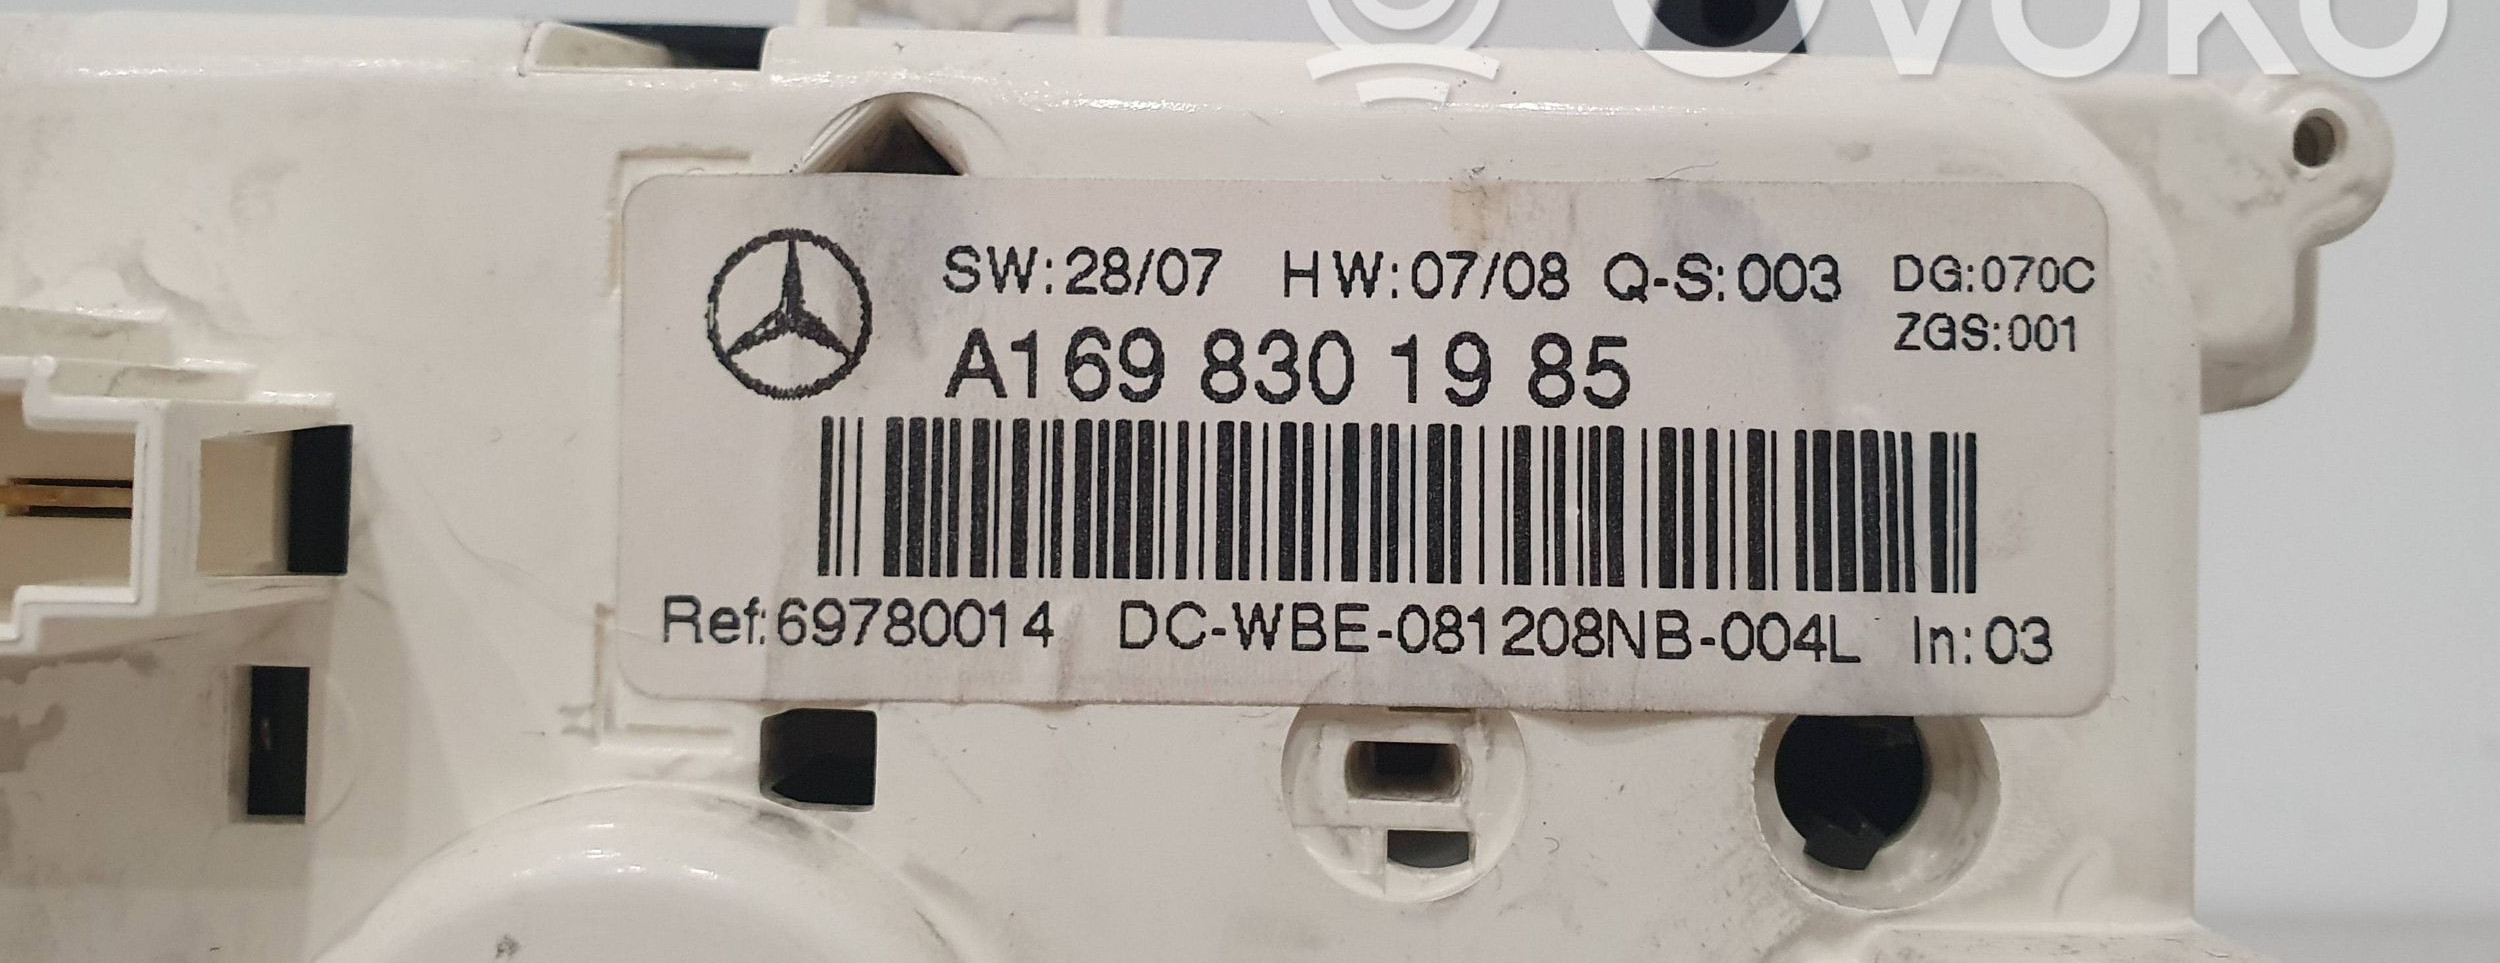 OVOKO
SW:28/07 HW:07/08 Q-S:003 DG:070C
A169 830 19 85 ZGS:001
Ref:69780014 DC-WBE-081208NB-004L In:03